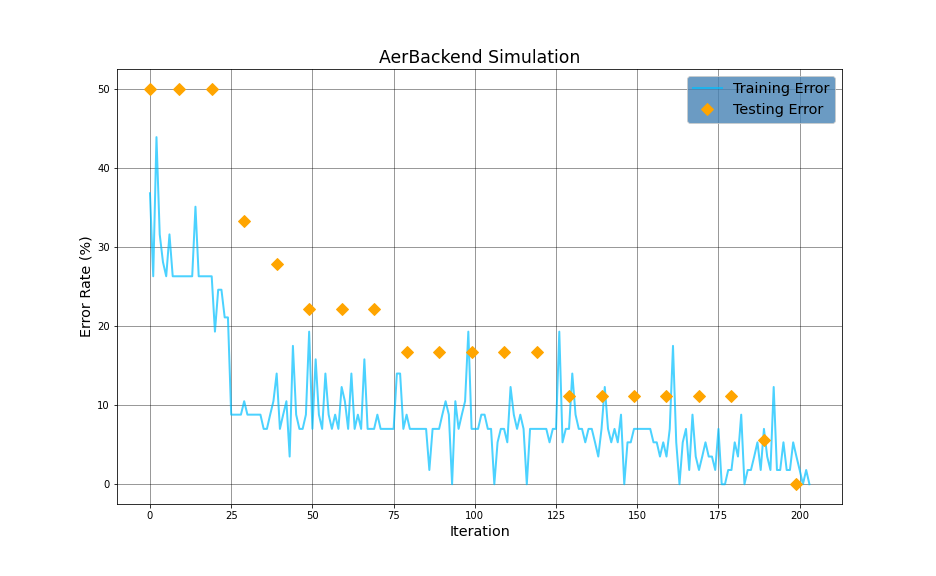 AerBackend Simulation
Training Error
Testing Error
Error Rate (%)
50
40
30
20
10
0
0 25 50 75 100 125 150 175 200
Iteration